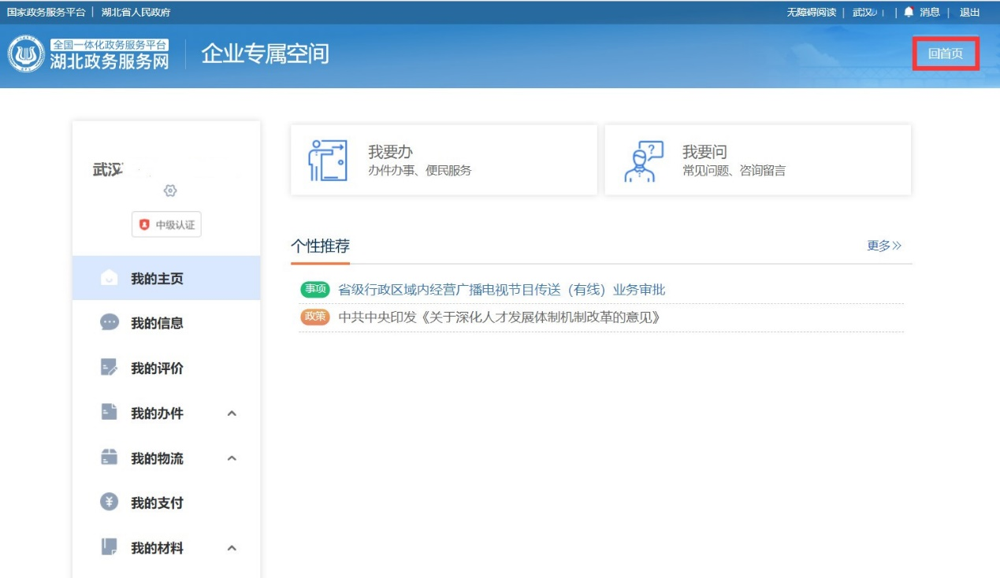 国家政务服务平台 | 湖北省人民政府
无障碍阅读 | 武汉 | 消息 | 退出
全国一体化政务服务平台
湖北政务服务网
企业专属空间
回首页
武汉
中级认证
我的主页
我的信息
我的评价
我的办件
我的物流
我的支付
我的材料
我要办
办件办事、便民服务
我要问
常见问题、咨询留言
个性推荐
更多>>
事项 省级行政区域内经营广播电视节目传送（有线）业务审批
政策 中共中央印发《关于深化人才发展体制机制改革的意见》